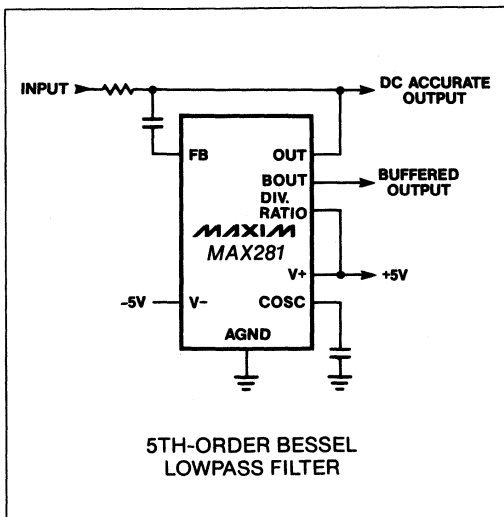 INPUT
DC ACCURATE
OUTPUT
FB
OUT
BOUT
BUFFERED
OUTPUT
DIV.
RATIO
MAXIM
MAX281
V+
+5V
-5V
V-
COSC
AGND
5TH-ORDER BESSEL
LOWPASS FILTER